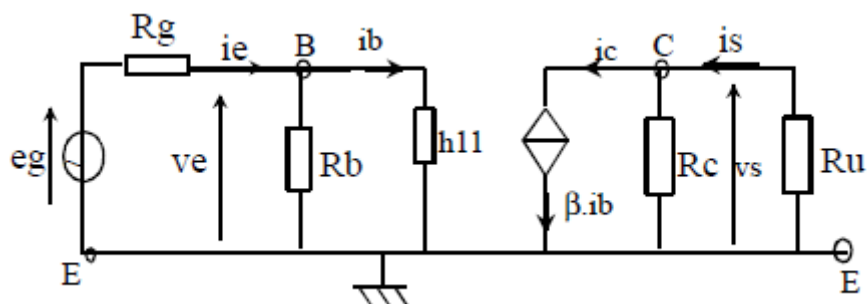 Rg ie B ib ic C is
eg ve Rb h11 Rc vs Ru
β.ib
E E